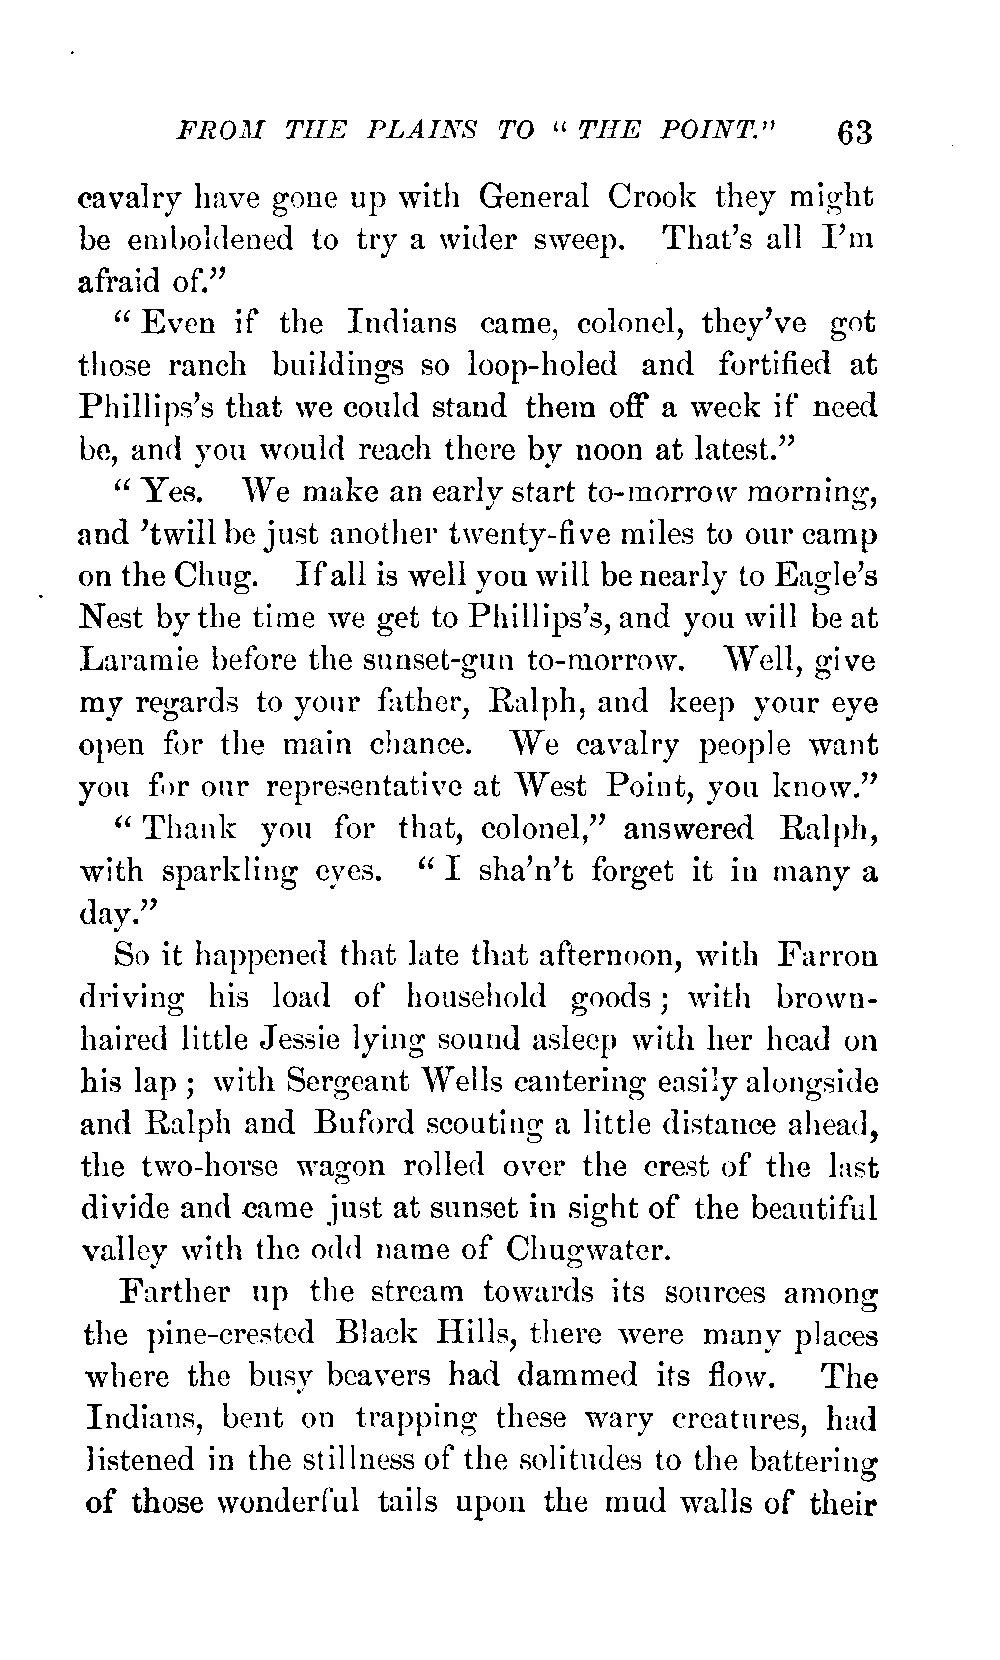 FROM THE PLAINS TO " THE POINT." 63
cavalry have gone up with General Crook they might
be emboldened to try a wider sweep. That's all I'm
afraid of."
" Even if the Indians came, colonel, they've got
those ranch buildings so loop-holed and fortified at
Phillips's that we could stand them off a week if need
be, and you would reach there by noon at latest."
" Yes. We make an early start to-morrow morning,
and 'twill be just another twenty-five miles to our camp
on the Chug. If all is well you will be nearly to Eagle's
Nest by the time we get to Phillips's, and you will be at
Laramie before the sunset-gun to-morrow. Well, give
my regards to your father, Ralph, and keep your eye
open for the main chance. We cavalry people want
you for our representative at West Point, you know."
" Thank you for that, colonel," answered Ralph,
with sparkling eyes. " I sha'n't forget it in many a
day."
So it happened that late that afternoon, with Farron
driving his load of household goods ; with brown-
haired little Jessie lying sound asleep with her head on
his lap ; with Sergeant Wells cantering easily alongside
and Ralph and Buford scouting a little distance ahead,
the two-horse wagon rolled over the crest of the last
divide and came just at sunset in sight of the beautiful
valley with the odd name of Chugwater.
Farther up the stream towards its sources among
the pine-crested Black Hills, there were many places
where the busy beavers had dammed its flow. The
Indians, bent on trapping these wary creatures, had
listened in the stillness of the solitudes to the battering
of those wonderful tails upon the mud walls of their